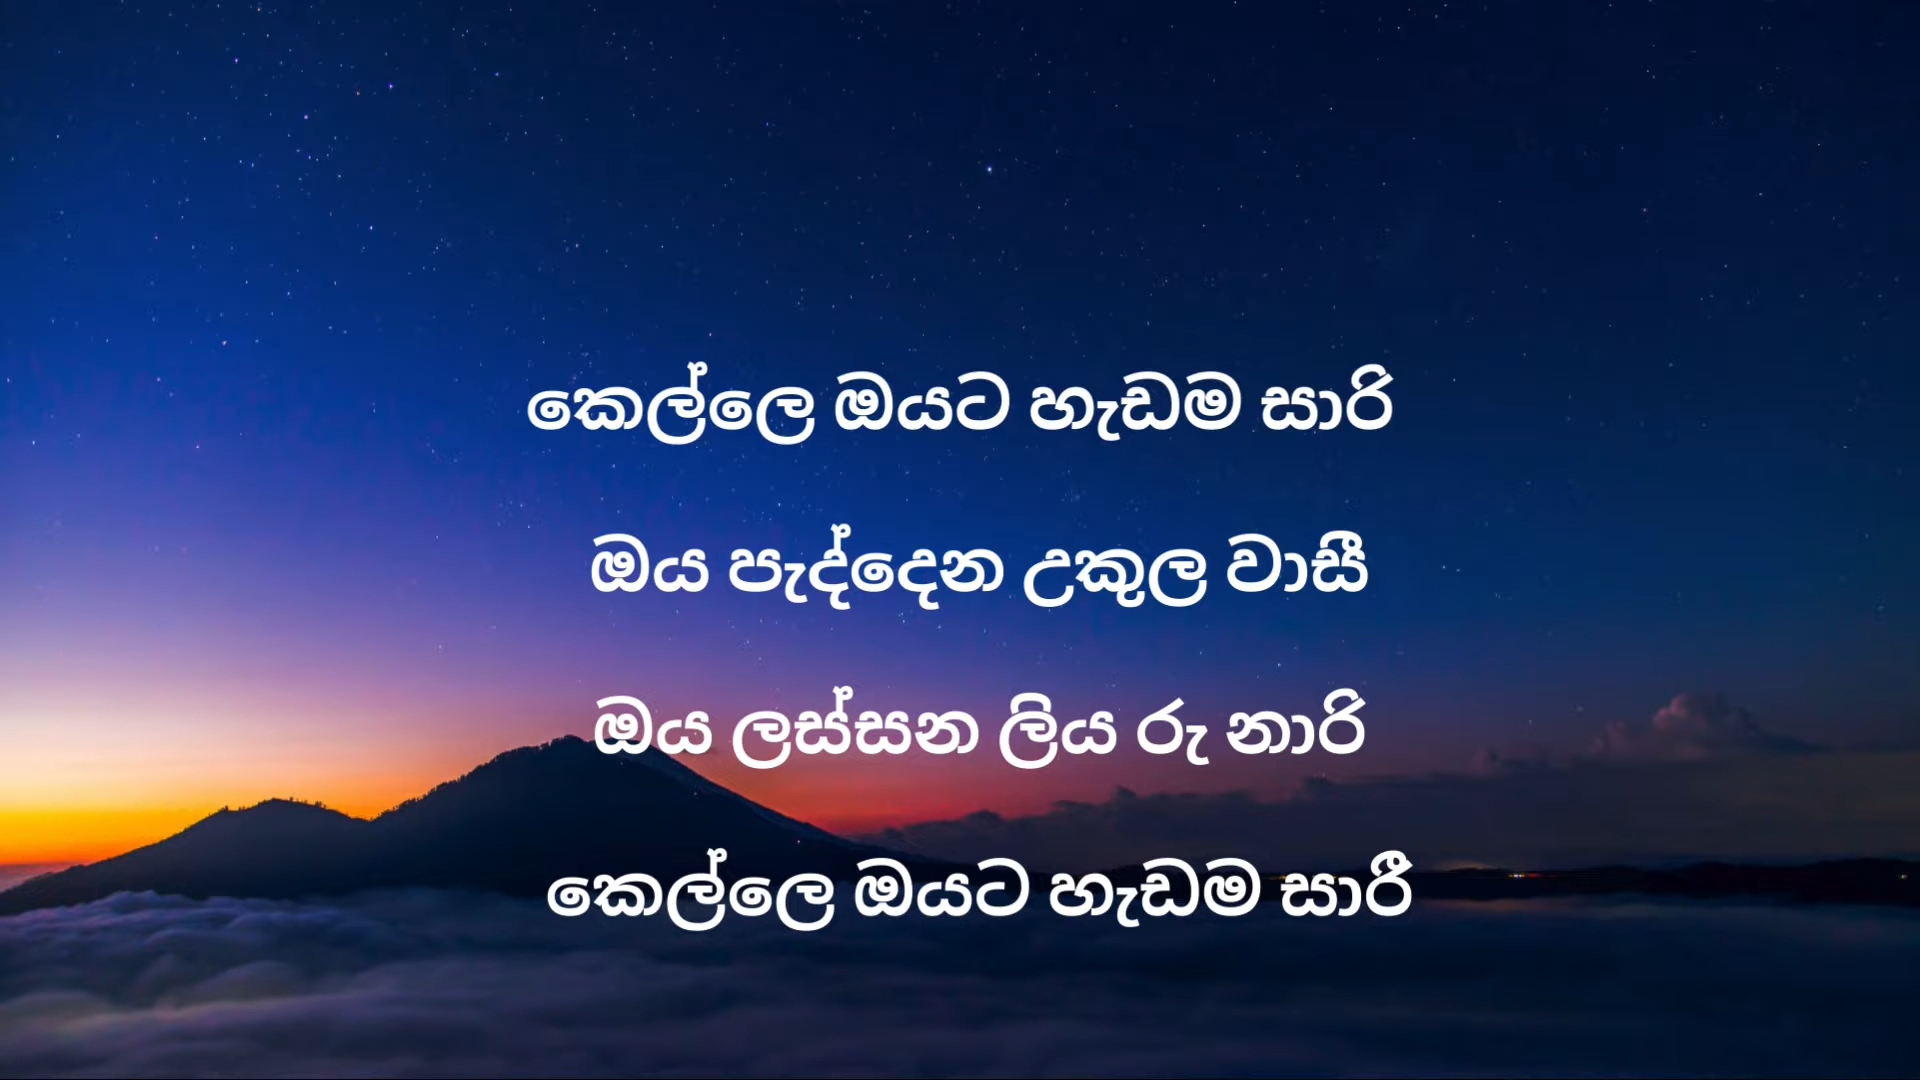 කෙල්ලෙ ඔයට හැඩම සාරි
ඔය පැද්දෙන උකුල වාසී
ඔය ලස්සන ලිය රු නාරි
කෙල්ලෙ ඔයට හැඩම සාරී